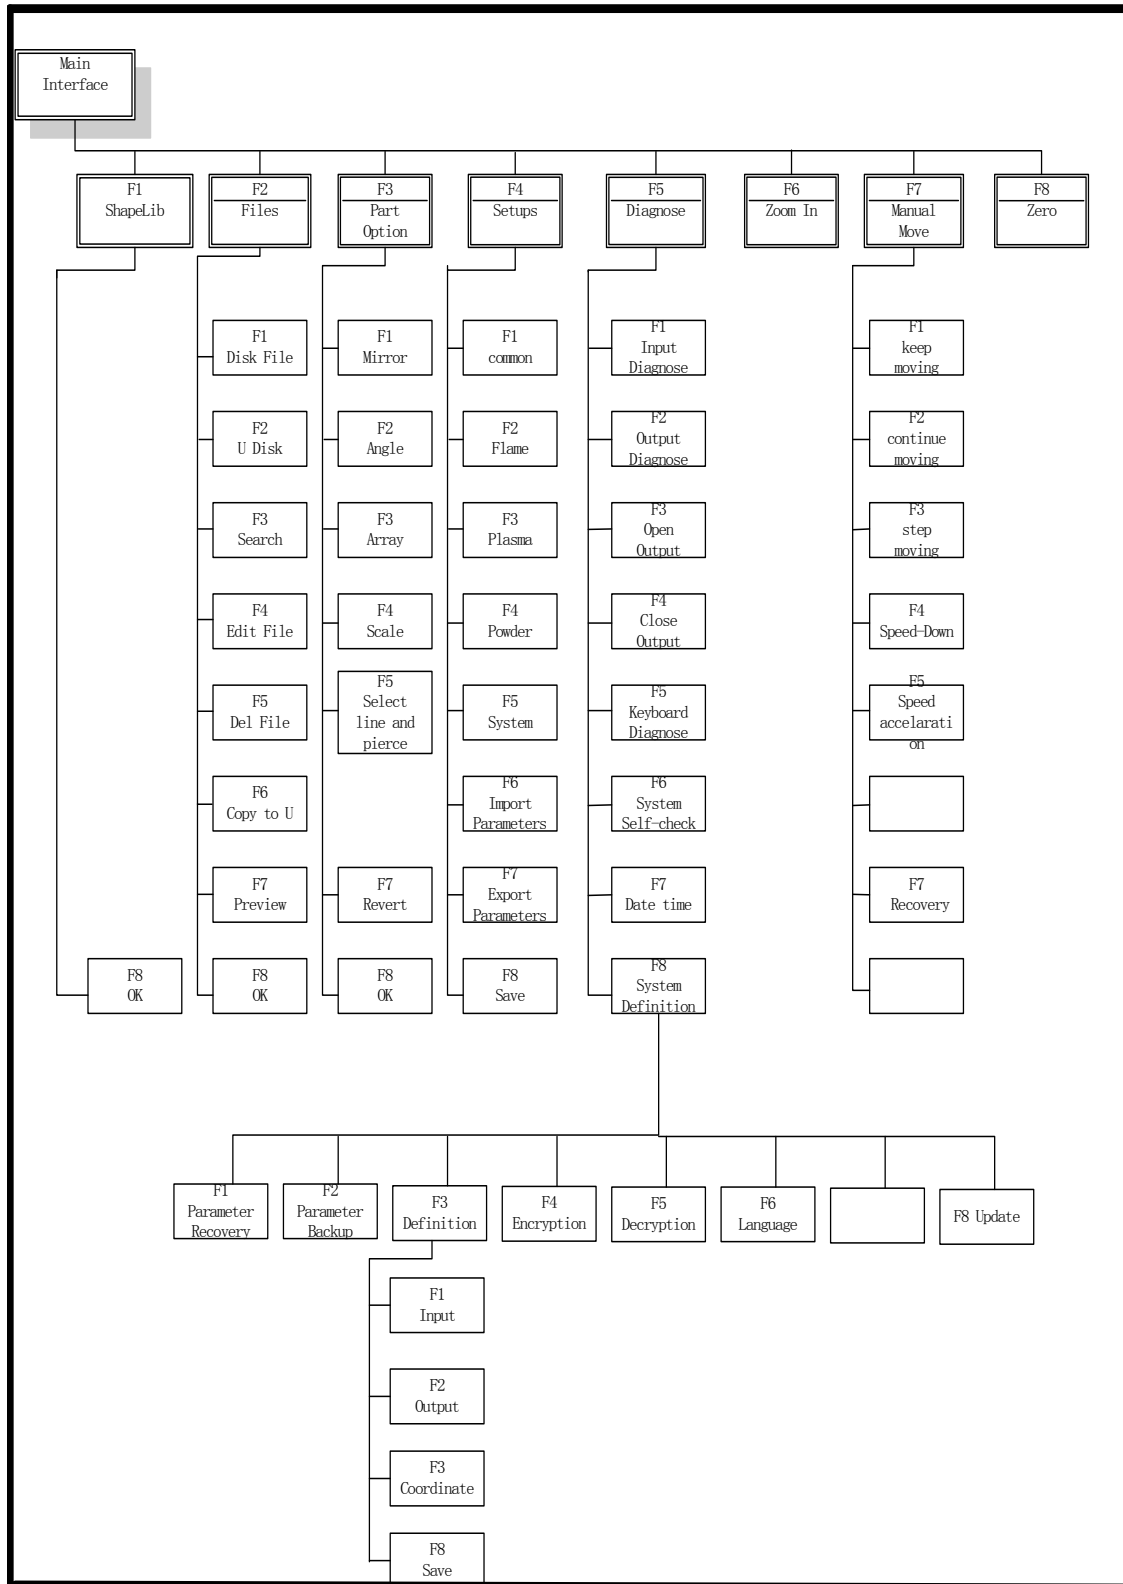 Main
Interface
F1
ShapeLib
F2
Files
F3
Part
Option
F4
Setups
F5
Diagnose
F6
Zoom In
F7
Manual
Move
F8
Zero
F8
OK
F1
Disk File
F2
U Disk
F3
Search
F4
Edit File
F5
Del File
F6
Copy to U
F7
Preview
F8
OK
F1
Mirror
F2
Angle
F3
Array
F4
Scale
F5
Select
line and
pierce
F7
Revert
F8
OK
F1
common
F2
Flame
F3
Plasma
F4
Powder
F5
System
F6
Import
Parameters
F7
Export
Parameters
F8
Save
F1
Input
Diagnose
F2
Output
Diagnose
F3
Open
Output
F4
Close
Output
F5
Keyboard
Diagnose
F6
System
Self-check
F7
Date time
F8
System
Definition
F1
keep
moving
F2
continue
moving
F3
step
moving
F4
Speed-Down
F5
Speed
accelarati
on
F7
Recovery
F1
Parameter
Recovery
F2
Parameter
Backup
F3
Definition
F4
Encryption
F5
Decryption
F6
Language
F8 Update
F1
Input
F2
Output
F3
Coordinate
F8
Save